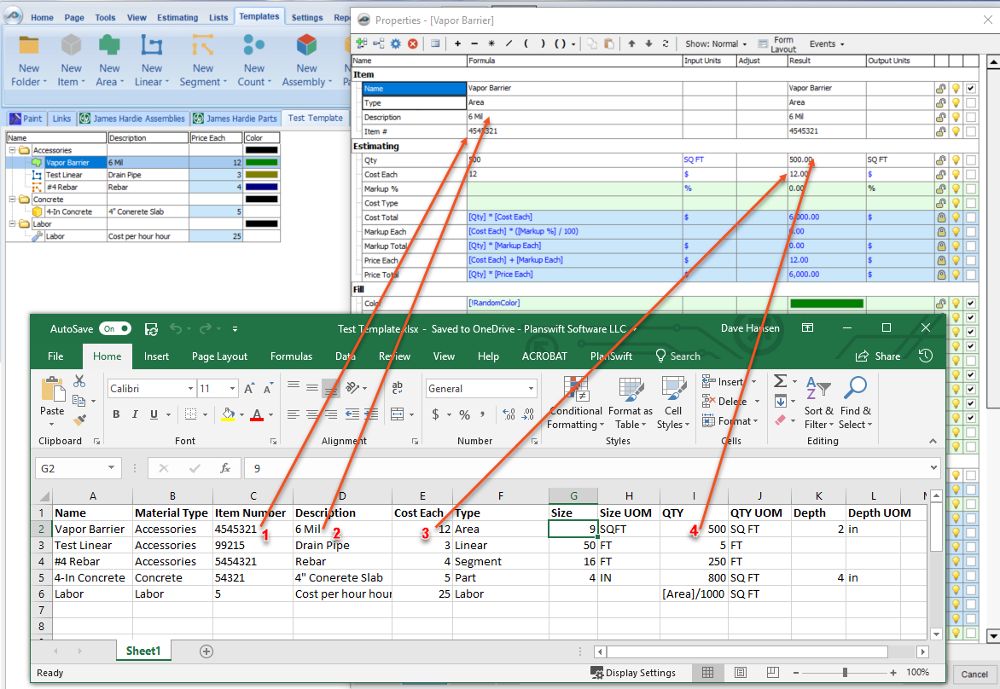 Home Page Tools View Estimating Lists Templates Settings
Properties - [Vapor Barrier]
New Folder
New Item
New Area
New Linear
New Segment
New Count
New Assembly
Show: Normal Form Layout Events
Paint Links James Hardie Assemblies James Hardie Parts Test Template
Name Description Price Each Color
Accessories
Vapor Barrier 6 Mil 12
Test Linear Drain Pipe 3
#4 Rebar Rebar 4
Concrete
4-In Concrete 4" Conerete Slab 5
Labor
Labor Cost per hour hour 25
Name Formula Input Units Adjust Result Output Units
Item
Name Vapor Barrier Vapor Barrier
Type Area Area
Description 6 Mil 6 Mil
Item # 4545321 4545321
Estimating
Qty 500 SQ FT 500.00 SQ FT
Cost Each 12 $ 12.00 $
Markup % % 0.00 %
Cost Type
Cost Total [Qty] * [Cost Each] $ 6,000.00 $
Markup Each [Cost Each] * ([Markup %] / 100) 0.00
Markup Total [Qty] * [Markup Each] $ 0.00 $
Price Each [Cost Each] + [Markup Each] $ 12.00 $
Price Total [Qty] * [Price Each] $ 6,000.00 $
Fill
Color [!RandomColor]
AutoSave On Test Template.xlsx - Saved to OneDrive - Planswift Software LLC Dave Hansen
File Home Insert Page Layout Formulas Data Review View Help ACROBAT PlanSwift Search Share
Paste Calibri 11 General Conditional Formatting Format as Table Cell Styles Insert Delete Format Sort & Filter Find & Select
Clipboard Font Alignment Number Styles Cells Editing
G2 fx 9
A B C D E F G H I J K L
1 Name Material Type Item Number Description Cost Each Type Size Size UOM QTY QTY UOM Depth Depth UOM
2 Vapor Barrier Accessories 4545321 1 6 Mil 2 3 12 Area 9 SQFT 4 500 SQ FT 2 in
3 Test Linear Accessories 99215 Drain Pipe 3 Linear 50 FT 5 FT
4 #4 Rebar Accessories 5454321 Rebar 4 Segment 16 FT 250 FT
5 4-In Concrete Concrete 54321 4" Conerete Slab 5 Part 4 IN 800 SQ FT 4 in
6 Labor Labor 5 Cost per hour hour 25 Labor [Area]/1000 SQ FT
7
8
Sheet1
Ready Display Settings 100%
Cancel